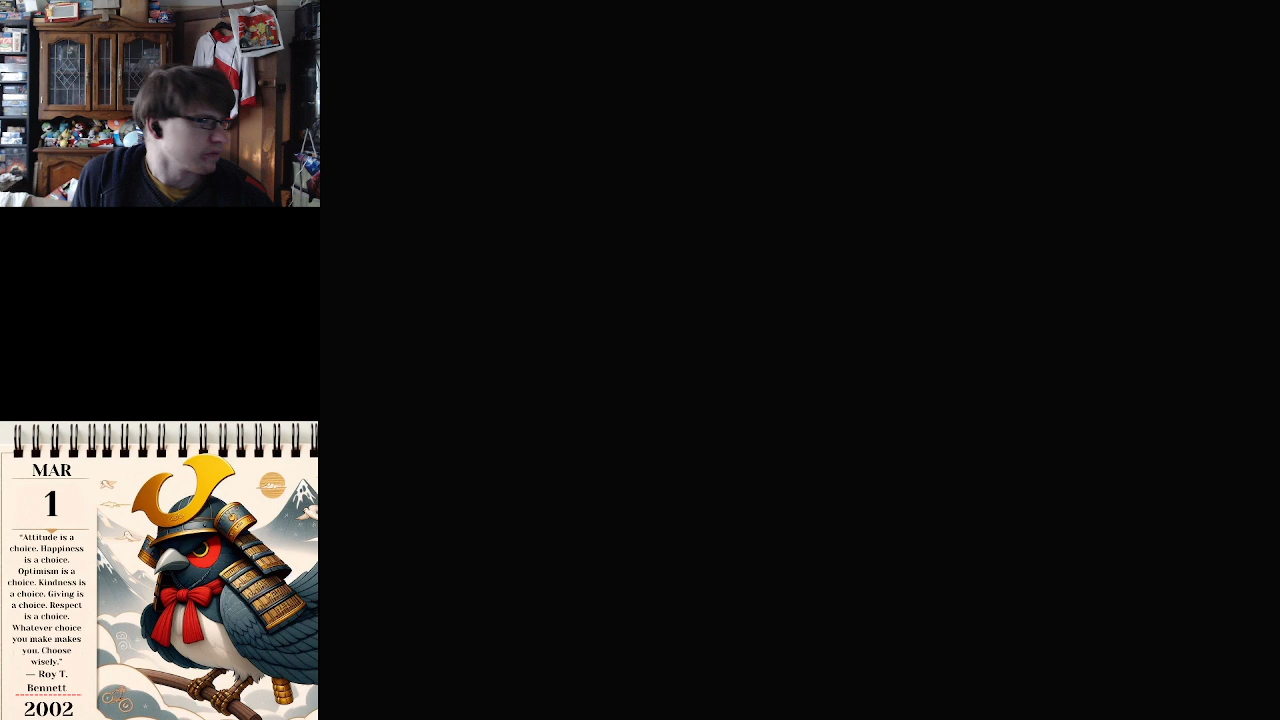 MAR
1
"Attitude is a
choice. Happiness
is a choice.
Optimism is a
choice. Kindness is
a choice. Giving is
a choice. Respect
is a choice.
Whatever choice
you make makes
you. Choose
wisely."
— Roy T.
Bennett
2002